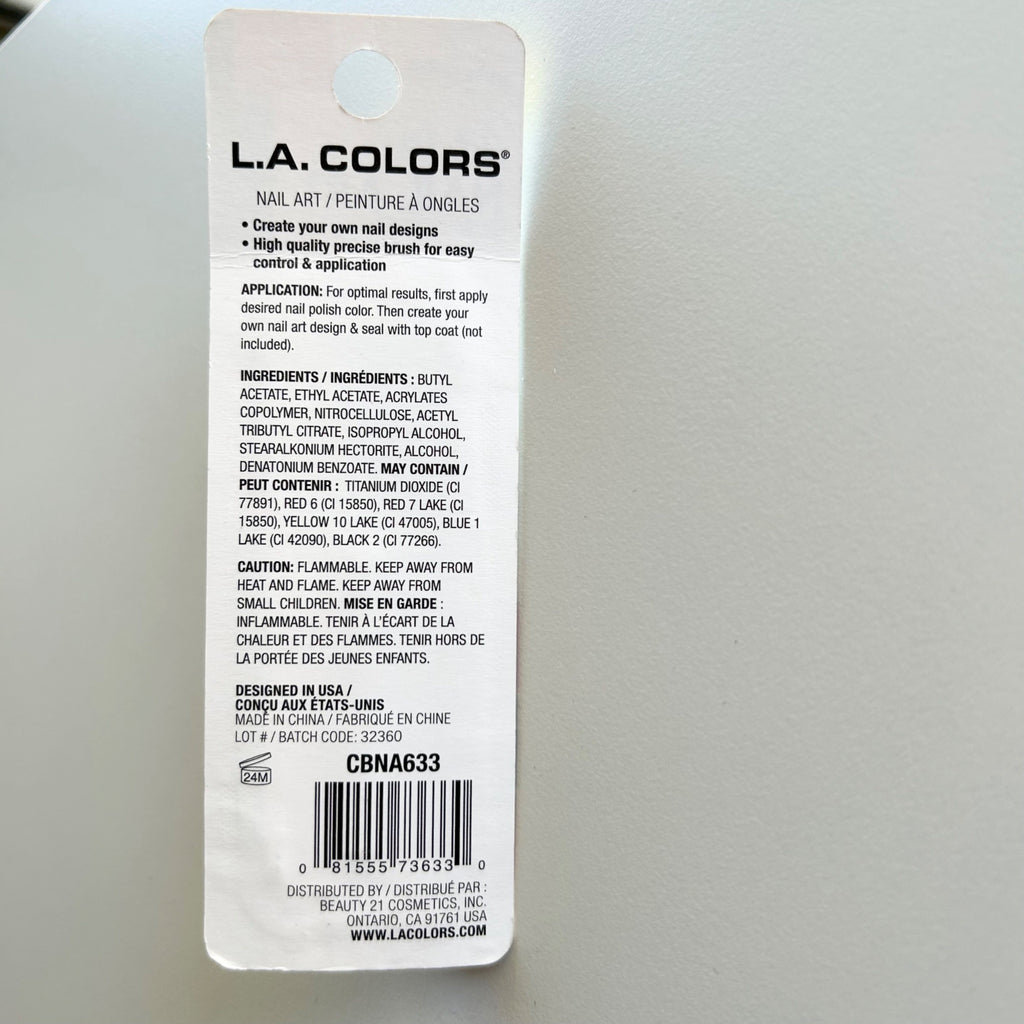 L.A. COLORS®
NAIL ART / PEINTURE À ONGLES
• Create your own nail designs
• High quality precise brush for easy
control & application
APPLICATION: For optimal results, first apply
desired nail polish color. Then create your
own nail art design & seal with top coat (not
included).
INGREDIENTS / INGRÉDIENTS : BUTYL
ACETATE, ETHYL ACETATE, ACRYLATES
COPOLYMER, NITROCELLULOSE, ACETYL
TRIBUTYL CITRATE, ISOPROPYL ALCOHOL,
STEARALKONIUM HECTORITE, ALCOHOL,
DENATONIUM BENZOATE. MAY CONTAIN /
PEUT CONTENIR : TITANIUM DIOXIDE (CI
77891), RED 6 (CI 15850), RED 7 LAKE (CI
15850), YELLOW 10 LAKE (CI 47005), BLUE 1
LAKE (CI 42090), BLACK 2 (CI 77266).
CAUTION: FLAMMABLE. KEEP AWAY FROM
HEAT AND FLAME. KEEP AWAY FROM
SMALL CHILDREN. MISE EN GARDE :
INFLAMMABLE. TENIR À L'ÉCART DE LA
CHALEUR ET DES FLAMMES. TENIR HORS DE
LA PORTÉE DES JEUNES ENFANTS.
DESIGNED IN USA /
CONÇU AUX ÉTATS-UNIS
MADE IN CHINA / FABRIQUÉ EN CHINE
LOT # / BATCH CODE: 32360
24M
CBNA633
0 81555 73633 0
DISTRIBUTED BY / DISTRIBUÉ PAR :
BEAUTY 21 COSMETICS, INC.
ONTARIO, CA 91761 USA
WWW.LACOLORS.COM